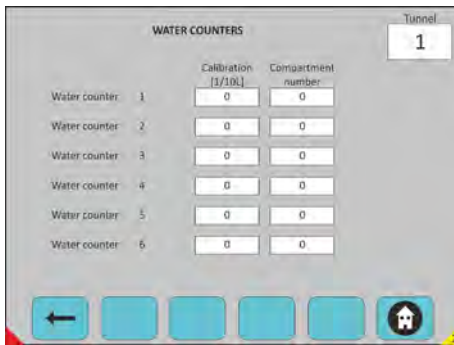 Tunnel
WATER COUNTERS
1
Calibration Compartment
[1/10L] number
Water counter 1 0 0
Water counter 2 0 0
Water counter 3 0 0
Water counter 4 0 0
Water counter 5 0 0
Water counter 6 0 0